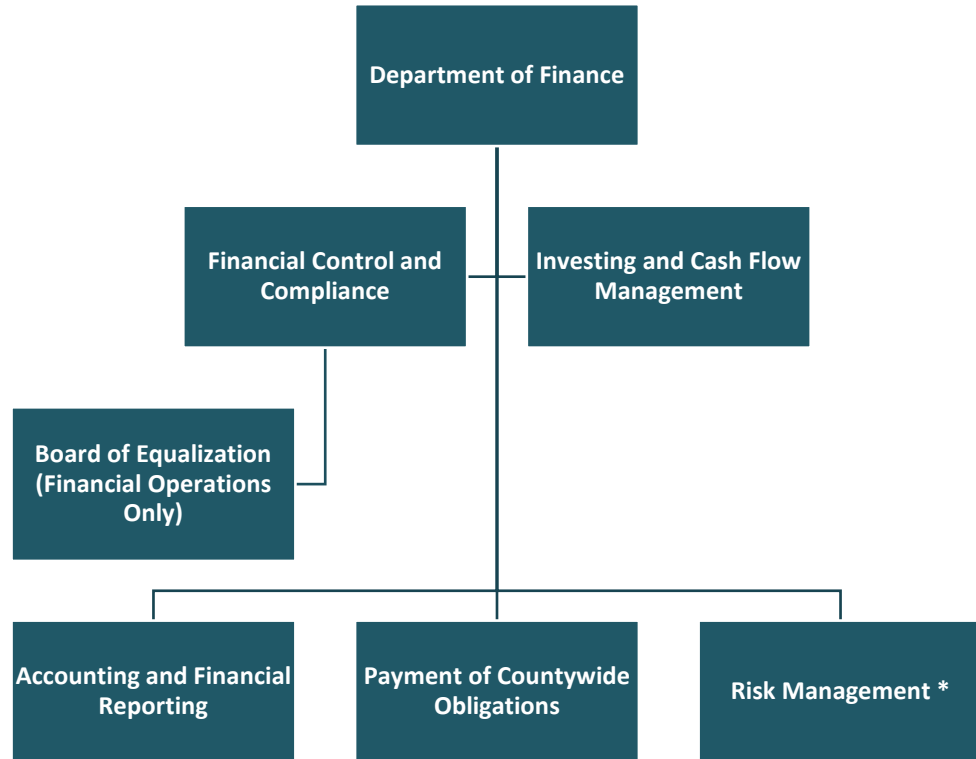 Department of Finance
Financial Control and
Compliance
Investing and Cash Flow
Management
Board of Equalization
(Financial Operations
Only)
Accounting and Financial
Reporting
Payment of Countywide
Obligations
Risk Management *